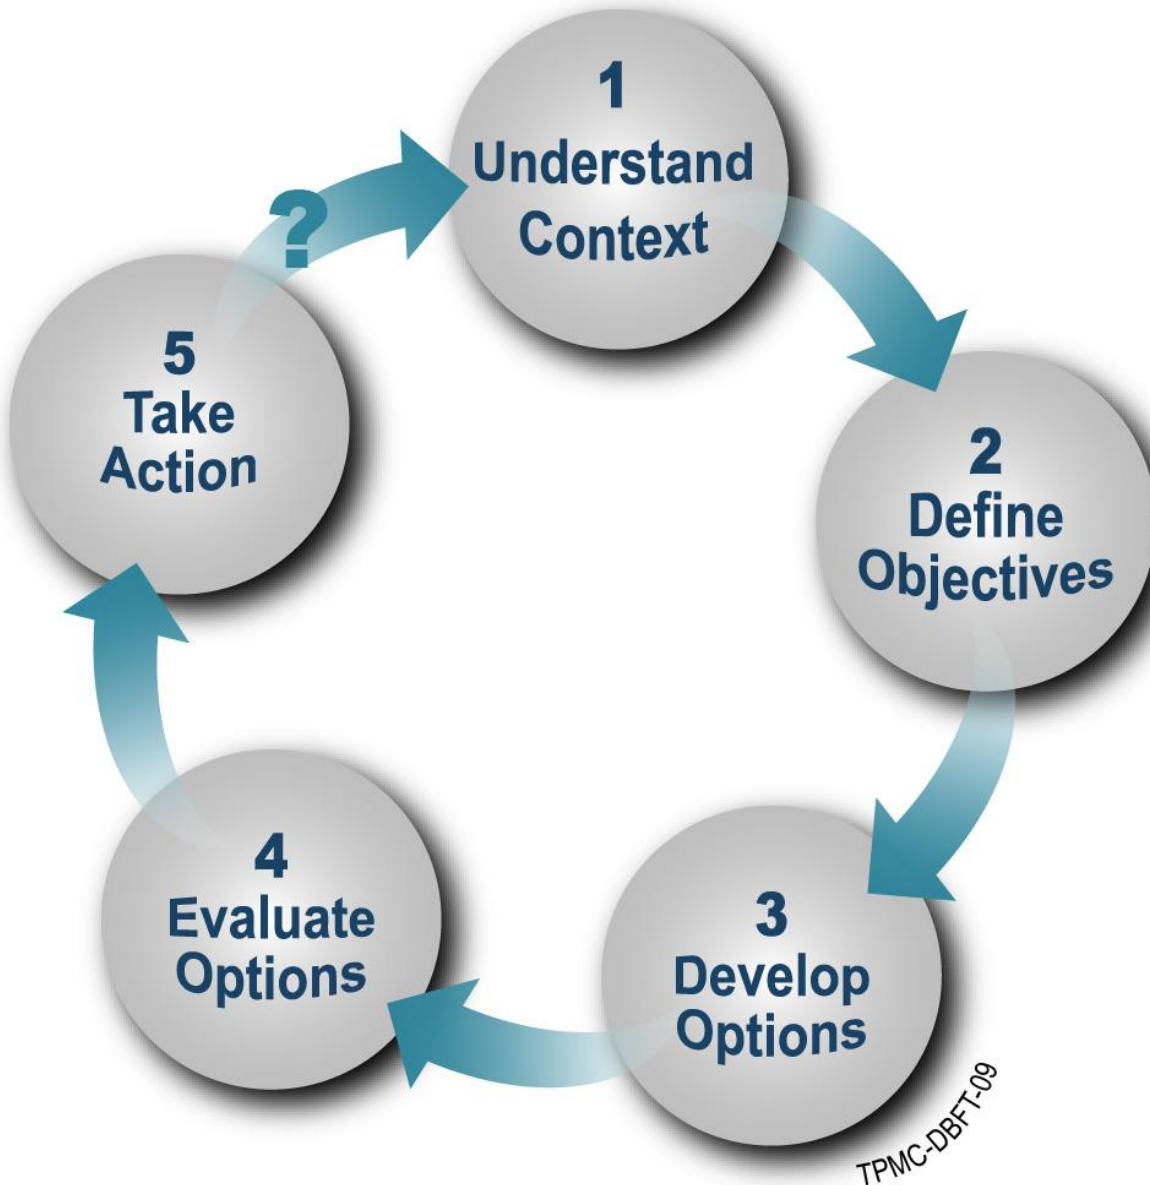 1
Understand
Context
?
2
Define
Objectives
3
Develop
Options
4
Evaluate
Options
5
Take
Action
TPMC-DBFT-09